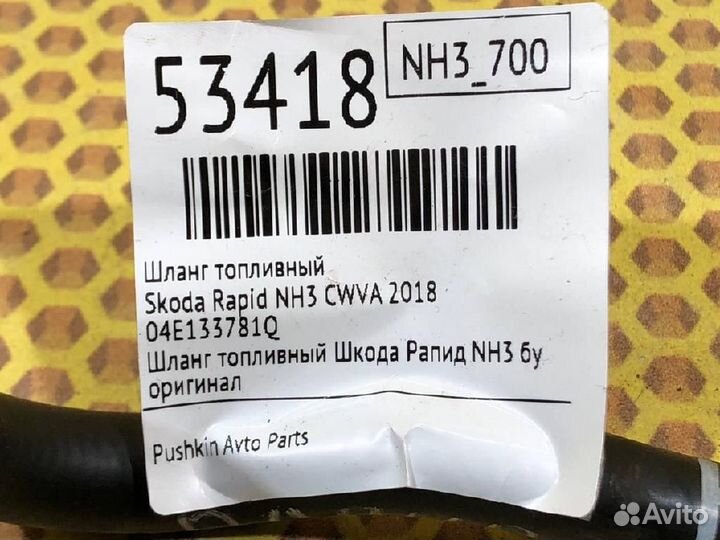 53418
NH3_700
Шланг топливный
Skoda Rapid NH3 CWVA 2018
04E133781Q
Шланг топливный Шкода Рапид NH3 бу
оригинал
Pushkin Avto Parts
Avito